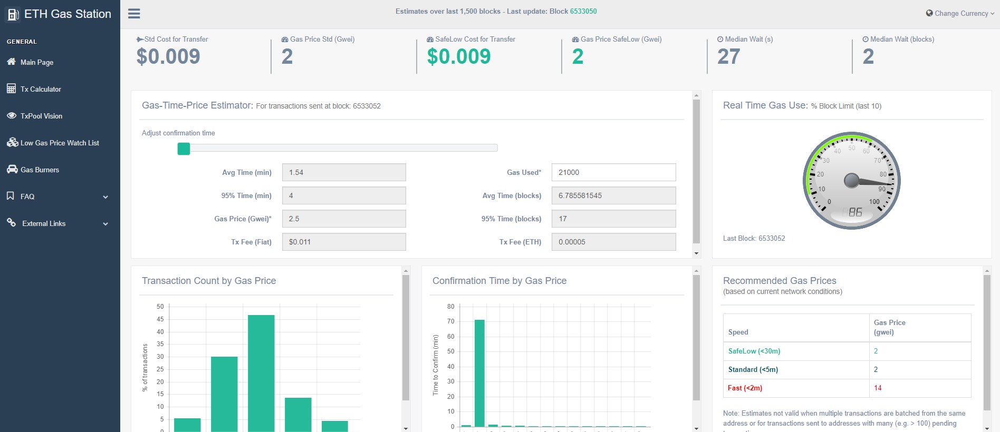 ETH Gas Station
Estimates over last 1,500 blocks - Last update: Block 6533050
Change Currency
GENERAL
Main Page
Tx Calculator
TxPool Vision
Low Gas Price Watch List
Gas Burners
FAQ
External Links
Std Cost for Transfer
$0.009
Gas Price Std (Gwei)
2
SafeLow Cost for Transfer
$0.009
Gas Price SafeLow (Gwei)
2
Median Wait (s)
27
Median Wait (blocks)
2
Gas-Time-Price Estimator: For transactions sent at block: 6533052
Adjust confirmation time
Avg Time (min) 1.54
Gas Used* 21000
95% Time (min) 4
Avg Time (blocks) 6.785581545
Gas Price (Gwei)* 2.5
95% Time (blocks) 17
Tx Fee (Fiat) $0.011
Tx Fee (ETH) 0.00005
Real Time Gas Use: % Block Limit (last 10)
0
10
20
30
40
50
60
70
80
90
100
86
Last Block: 6533052
Transaction Count by Gas Price
% of transactions
50
45
40
35
30
25
20
15
10
5
0
Confirmation Time by Gas Price
Time to Confirm (min)
80
70
60
50
40
30
20
10
0
Recommended Gas Prices
(based on current network conditions)
Speed
Gas Price
(gwei)
SafeLow (<30m) 2
Standard (<5m) 2
Fast (<2m) 14
Note: Estimates not valid when multiple transactions are batched from the same
address or for transactions sent to addresses with many (e.g. > 100) pending